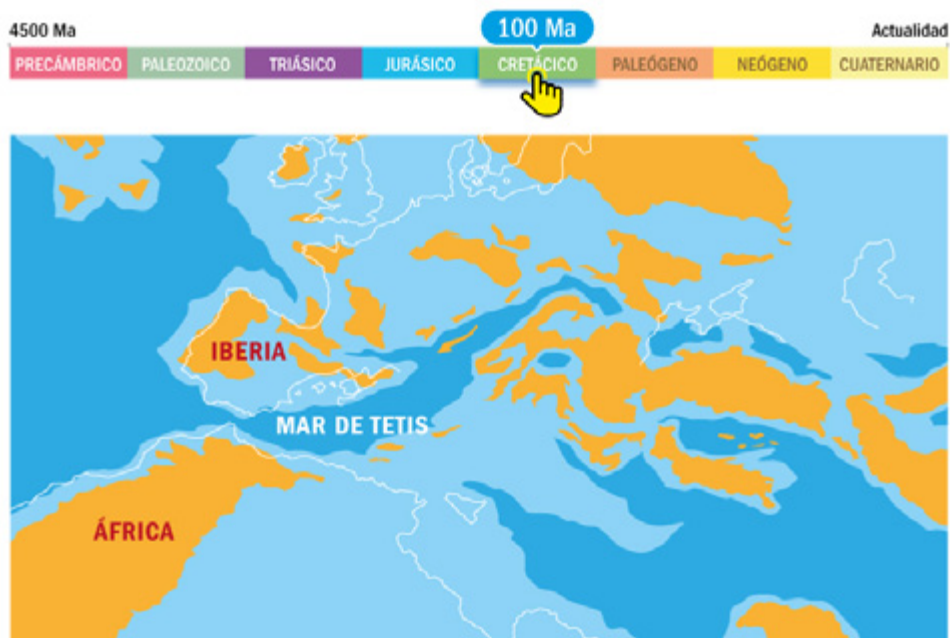 4500 Ma
100 Ma
Actualidad
PRECÁMBRICO
PALEOZOICO
TRIÁSICO
JURÁSICO
CRETÁCICO
PALEÓGENO
NEÓGENO
CUATERNARIO
IBERIA
MAR DE TETIS
ÁFRICA